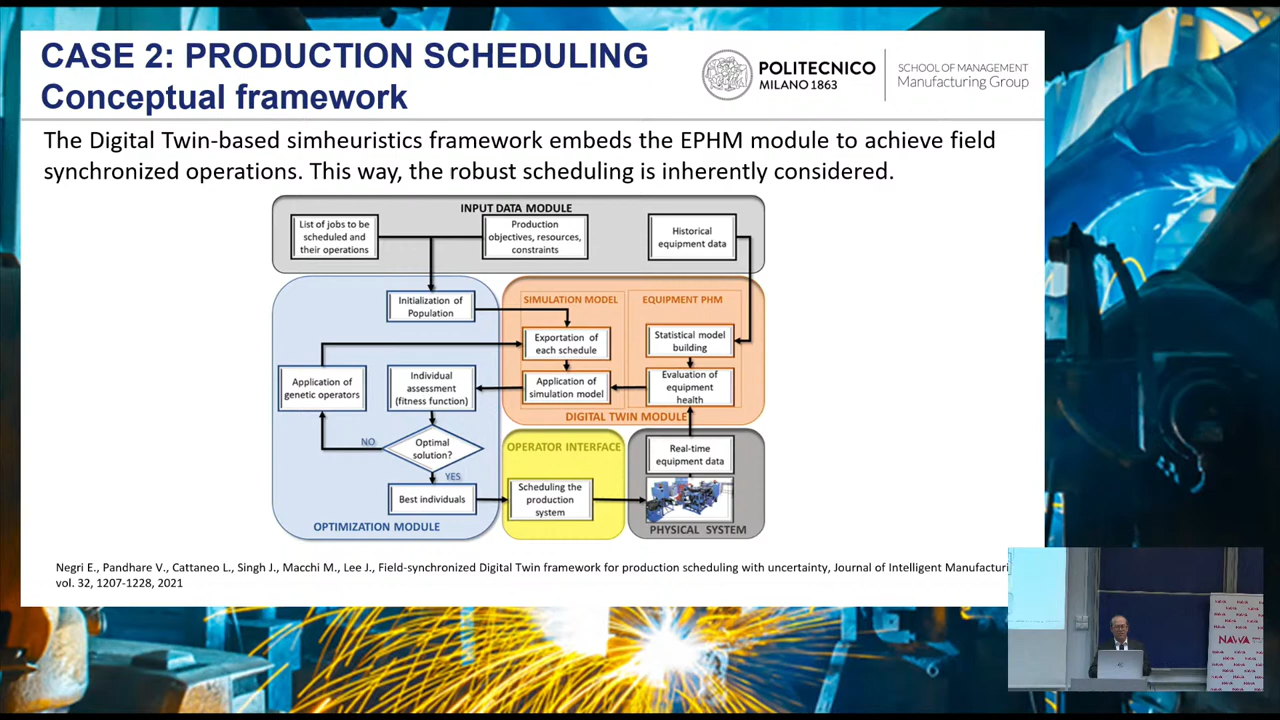 CASE 2: PRODUCTION SCHEDULING
Conceptual framework
POLITECNICO
MILANO 1863
SCHOOL OF MANAGEMENT
Manufacturing Group
The Digital Twin-based simheuristics framework embeds the EPHM module to achieve field
synchronized operations. This way, the robust scheduling is inherently considered.
INPUT DATA MODULE
List of jobs to be
scheduled and
their operations
Production
objectives, resources,
constraints
Historical
equipment data
Initialization of
Population
SIMULATION MODEL
EQUIPMENT PHM
Exportation of
each schedule
Statistical model
building
Application of
genetic operators
Individual
assessment
(fitness function)
Application of
simulation model
Evaluation of
equipment
health
DIGITAL TWIN MODULE
NO
Optimal
solution?
YES
OPERATOR INTERFACE
Real-time
equipment data
Best individuals
Scheduling the
production
system
OPTIMIZATION MODULE
PHYSICAL SYSTEM
Negri E., Pandhare V., Cattaneo L., Singh J., Macchi M., Lee J., Field-synchronized Digital Twin framework for production scheduling with uncertainty, Journal of Intelligent Manufacturi
vol. 32, 1207-1228, 2021
NAWA